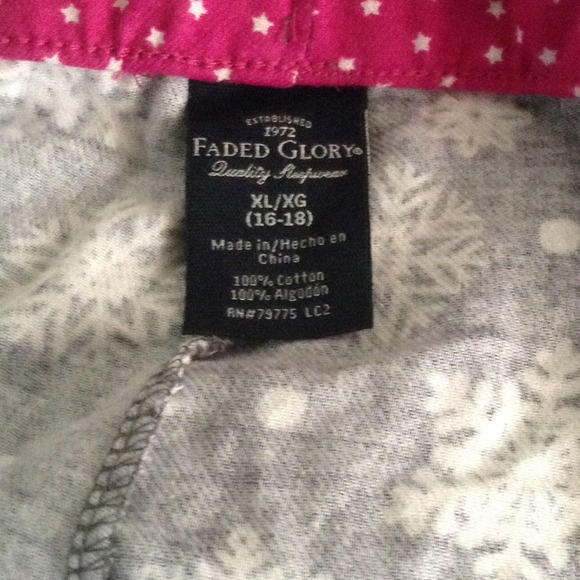 ESTABLISHED
1972
FADED GLORY®
Quality Sleepwear
XL/XG
(16-18)
Made in/Hecho en
China
100% Cotton
100% Algodón
RN#79775 LC2